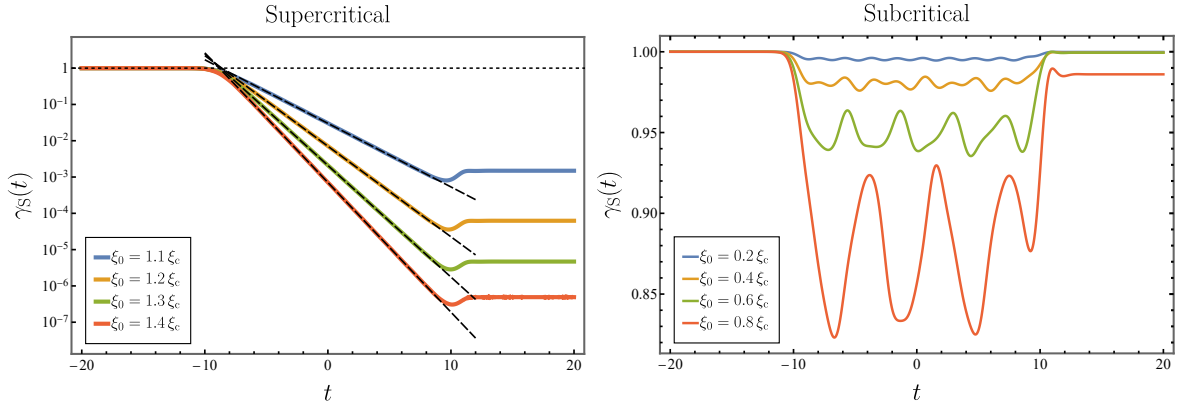 Supercritical
γS(t)
1
10⁻¹
10⁻²
10⁻³
10⁻⁴
10⁻⁵
10⁻⁶
10⁻⁷
ξ₀ = 1.1 ξc
ξ₀ = 1.2 ξc
ξ₀ = 1.3 ξc
ξ₀ = 1.4 ξc
−20 −10 0 10 20
t
Subcritical
γS(t)
1.00
0.95
0.90
0.85
ξ₀ = 0.2 ξc
ξ₀ = 0.4 ξc
ξ₀ = 0.6 ξc
ξ₀ = 0.8 ξc
−20 −10 0 10 20
t